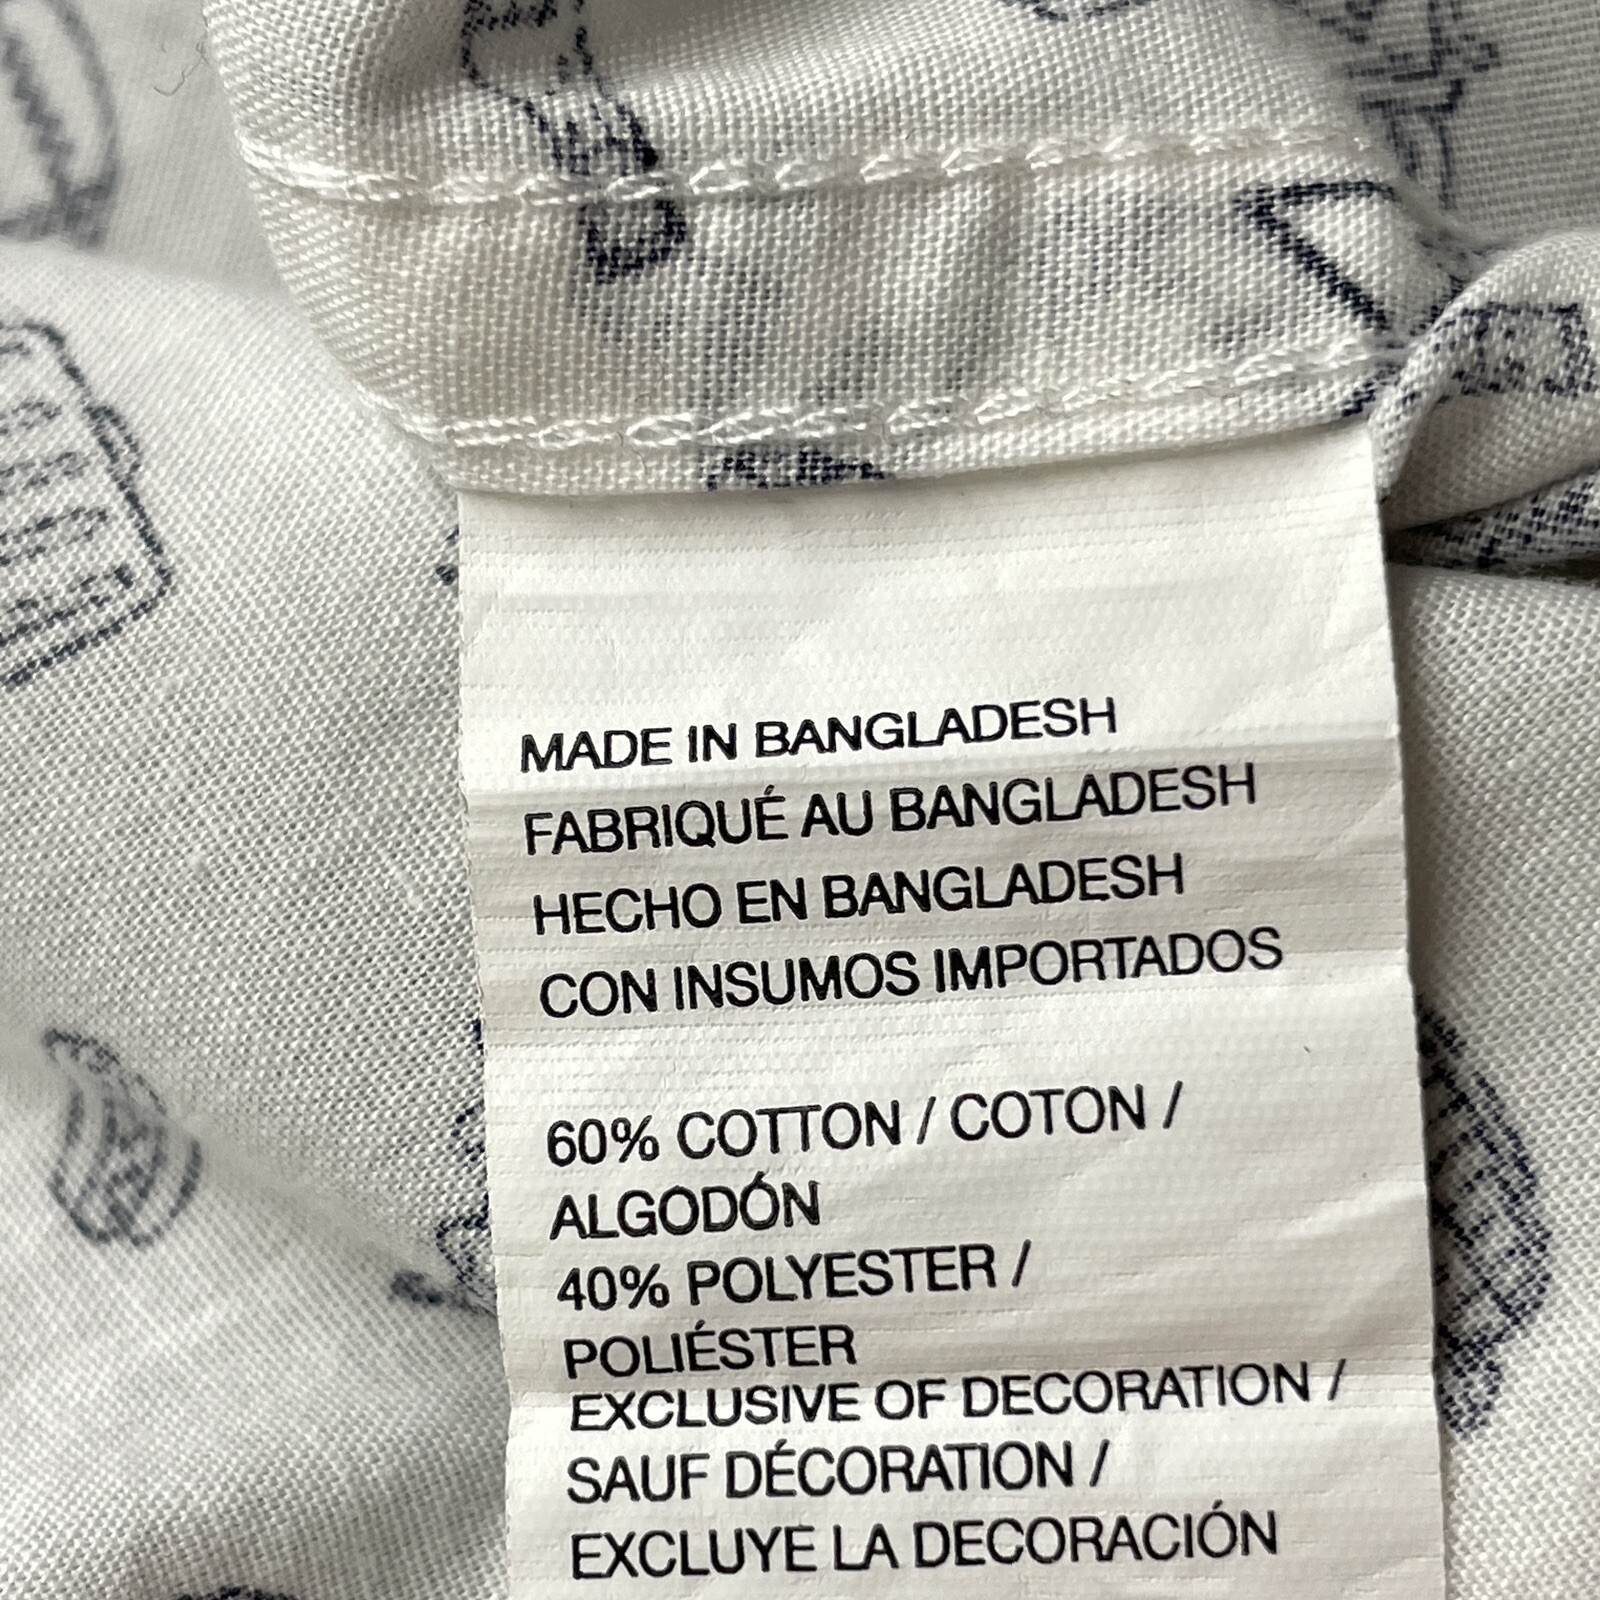 MADE IN BANGLADESH
FABRIQUÉ AU BANGLADESH
HECHO EN BANGLADESH
CON INSUMOS IMPORTADOS
60% COTTON / COTON /
ALGODÓN
40% POLYESTER /
POLIÉSTER
EXCLUSIVE OF DECORATION /
SAUF DÉCORATION /
EXCLUYE LA DECORACIÓN